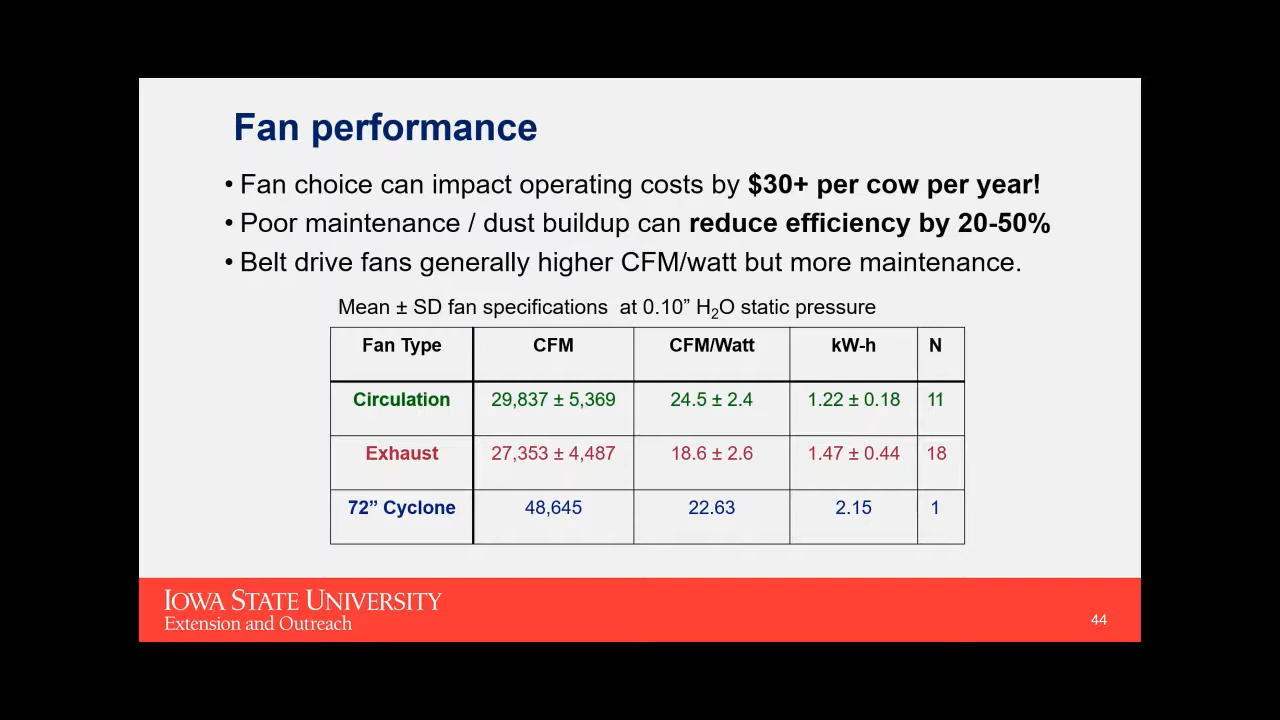 Fan performance
• Fan choice can impact operating costs by $30+ per cow per year!
• Poor maintenance / dust buildup can reduce efficiency by 20-50%
• Belt drive fans generally higher CFM/watt but more maintenance.
Mean ± SD fan specifications at 0.10” H₂O static pressure
Fan Type CFM CFM/Watt kW-h N
Circulation 29,837 ± 5,369 24.5 ± 2.4 1.22 ± 0.18 11
Exhaust 27,353 ± 4,487 18.6 ± 2.6 1.47 ± 0.44 18
72” Cyclone 48,645 22.63 2.15 1
IOWA STATE UNIVERSITY
Extension and Outreach
44